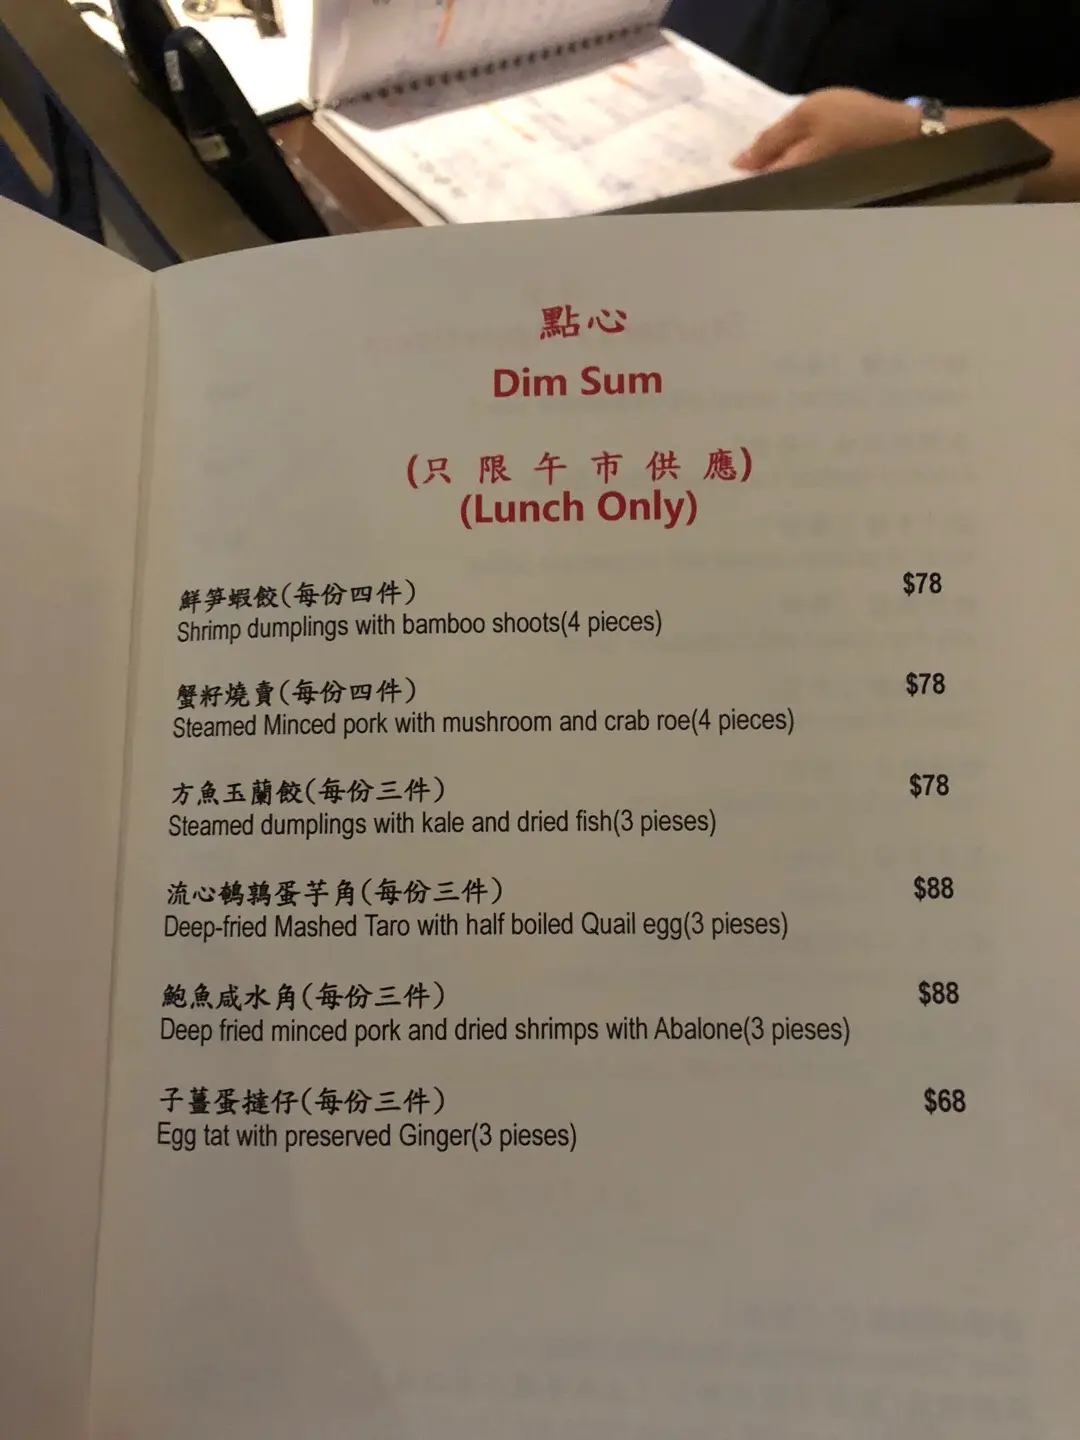 點心
Dim Sum
(只限午市供應)
(Lunch Only)
鮮笋蝦餃(每份四件) $78
Shrimp dumplings with bamboo shoots(4 pieces)
蟹籽燒賣(每份四件) $78
Steamed Minced pork with mushroom and crab roe(4 pieces)
方魚玉蘭餃(每份三件) $78
Steamed dumplings with kale and dried fish(3 pieses)
流心鵪鶉蛋芋角(每份三件) $88
Deep-fried Mashed Taro with half boiled Quail egg(3 pieses)
鮑魚咸水角(每份三件) $88
Deep fried minced pork and dried shrimps with Abalone(3 pieses)
子薑蛋撻仔(每份三件) $68
Egg tat with preserved Ginger(3 pieses)